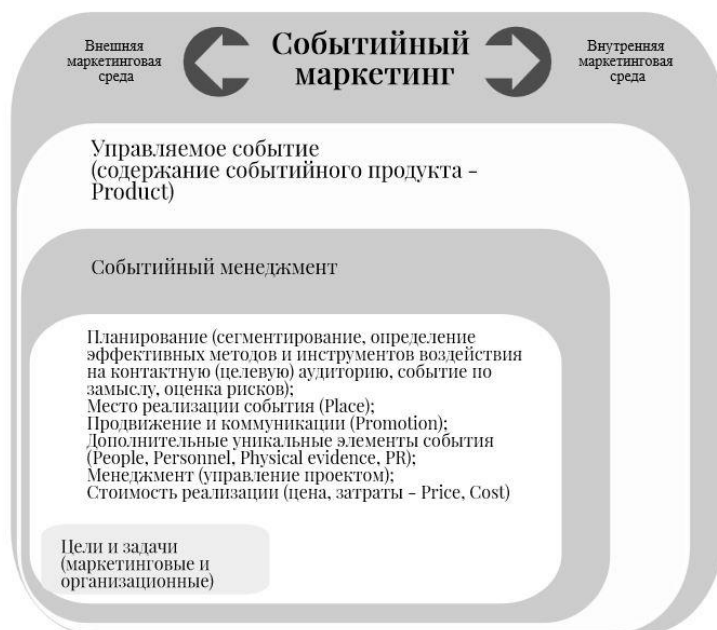 Внешняя
маркетинговая
среда
Событийный
маркетинг
Внутренняя
маркетинговая
среда
Управляемое событие
(содержание событийного продукта -
Product)
Событийный менеджмент
Планирование (сегментирование, определение
эффективных методов и инструментов воздействия
на контактную (целевую) аудиторию, событие по
замыслу, оценка рисков);
Место реализации события (Place);
Продвижение и коммуникации (Promotion);
Дополнительные уникальные элементы события
(People, Personnel, Physical evidence, PR);
Менеджмент (управление проектом);
Стоимость реализации (цена, затраты - Price, Cost)
Цели и задачи
(маркетинговые и
организационные)